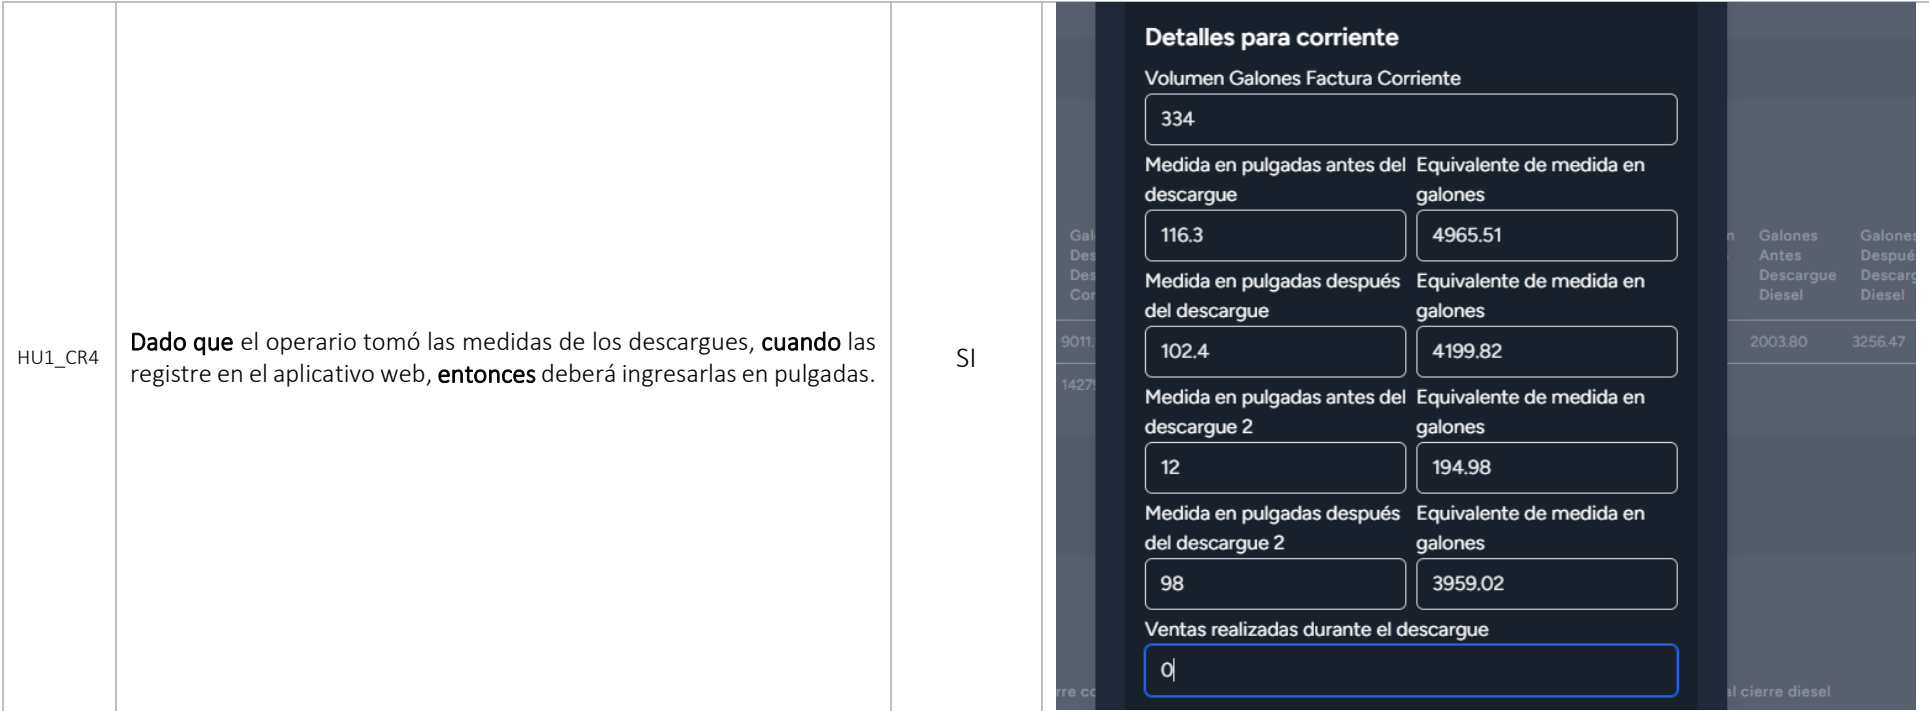 HU1_CR4
Dado que el operario tomó las medidas de los descargues, cuando las
registre en el aplicativo web, entonces deberá ingresarlas en pulgadas.
SI
Detalles para corriente
Volumen Galones Factura Corriente
334
Medida en pulgadas antes del descargue
Equivalente de medida en galones
116.3
4965.51
Medida en pulgadas después del descargue
Equivalente de medida en galones
102.4
4199.82
Medida en pulgadas antes del descargue 2
Equivalente de medida en galones
12
194.98
Medida en pulgadas después del descargue 2
Equivalente de medida en galones
98
3959.02
Ventas realizadas durante el descargue
0
Galones
Antes
Descargue
Diesel
2003.80
3256.47
al cierre diesel